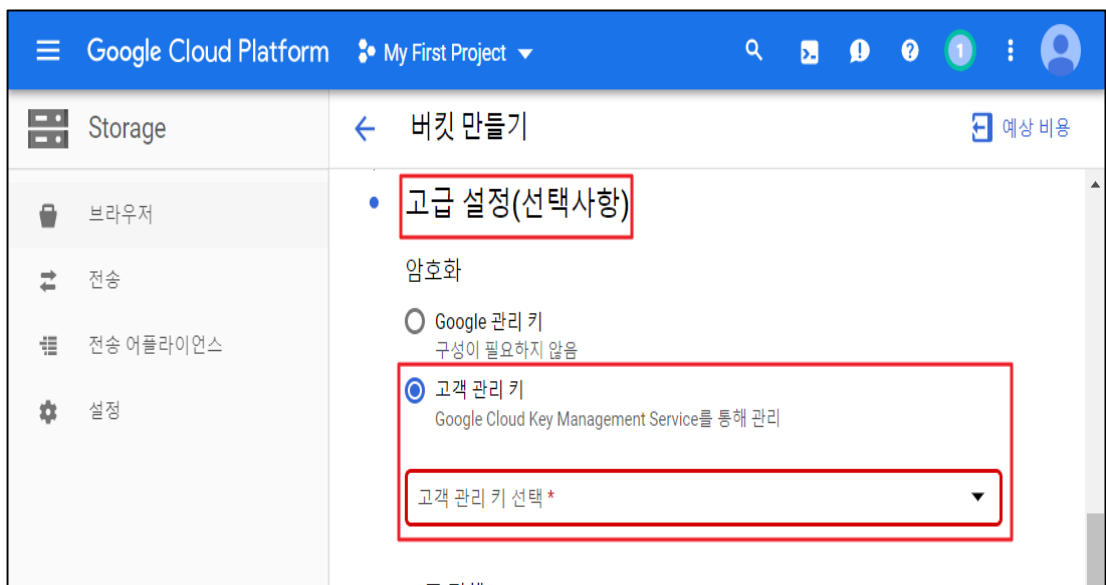 Google Cloud Platform My First Project 1
Storage
버킷 만들기
예상 비용
브라우저
전송
전송 어플라이언스
설정
고급 설정(선택사항)
암호화
Google 관리 키
구성이 필요하지 않음
고객 관리 키
Google Cloud Key Management Service를 통해 관리
고객 관리 키 선택 *